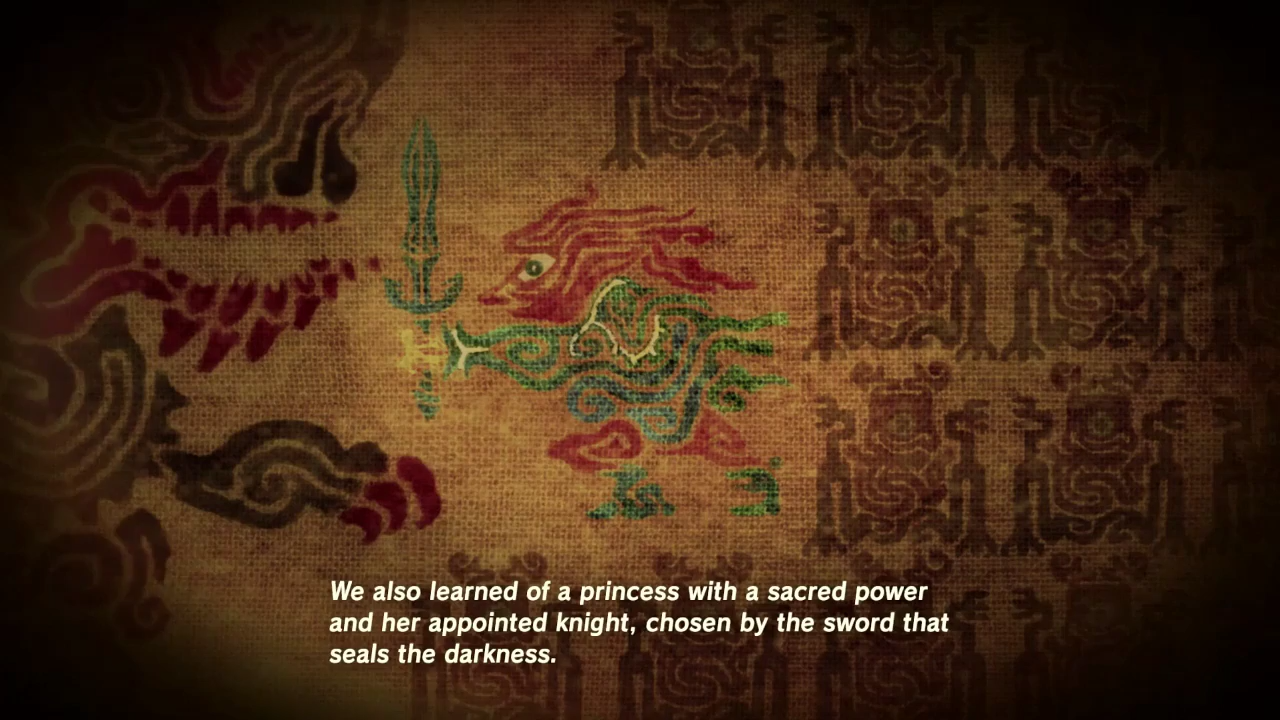 We also learned of a princess with a sacred power
and her appointed knight, chosen by the sword that
seals the darkness.